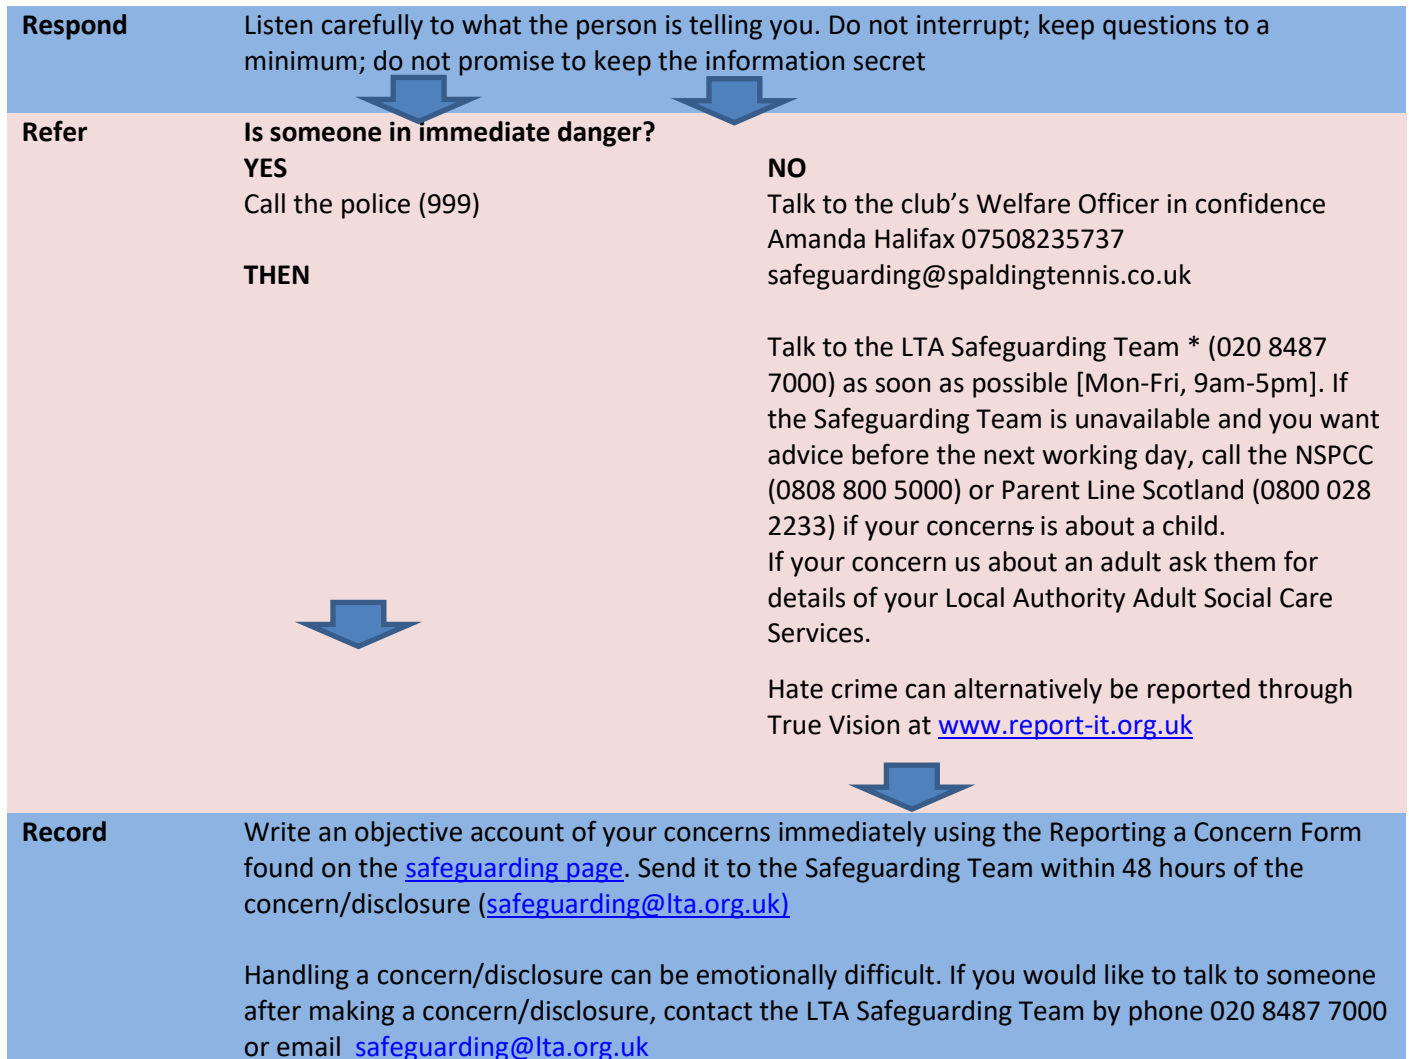 Respond
Listen carefully to what the person is telling you. Do not interrupt; keep questions to a
minimum; do not promise to keep the information secret
Refer
Is someone in immediate danger?
YES
Call the police (999)
THEN
NO
Talk to the club’s Welfare Officer in confidence
Amanda Halifax 07508235737
safeguarding@spaldingtennis.co.uk
Talk to the LTA Safeguarding Team * (020 8487
7000) as soon as possible [Mon-Fri, 9am-5pm]. If
the Safeguarding Team is unavailable and you want
advice before the next working day, call the NSPCC
(0808 800 5000) or Parent Line Scotland (0800 028
2233) if your concerns is about a child.
If your concern us about an adult ask them for
details of your Local Authority Adult Social Care
Services.
Hate crime can alternatively be reported through
True Vision at www.report-it.org.uk
Record
Write an objective account of your concerns immediately using the Reporting a Concern Form
found on the safeguarding page. Send it to the Safeguarding Team within 48 hours of the
concern/disclosure (safeguarding@lta.org.uk)
Handling a concern/disclosure can be emotionally difficult. If you would like to talk to someone
after making a concern/disclosure, contact the LTA Safeguarding Team by phone 020 8487 7000
or email safeguarding@lta.org.uk